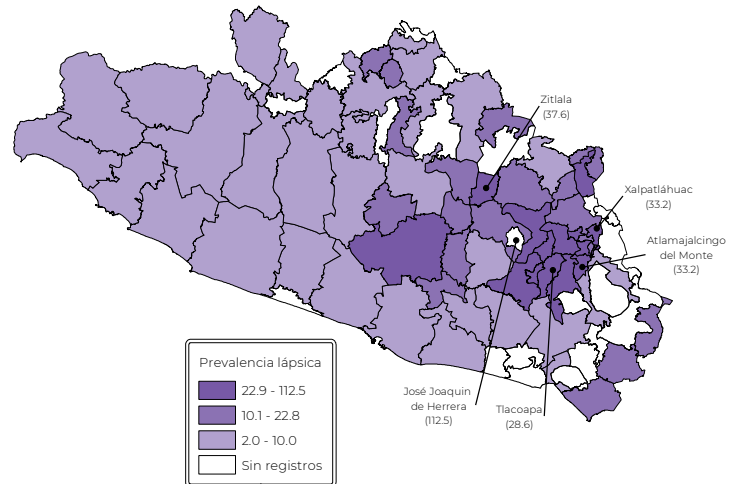 Zitlala
(37.6)
Xalpatláhuac
(33.2)
Atlamajalcingo
del Monte
(33.2)
José Joaquin
de Herrera
(112.5)
Tlacoapa
(28.6)
Prevalencia lápsica
22.9 - 112.5
10.1 - 22.8
2.0 - 10.0
Sin registros